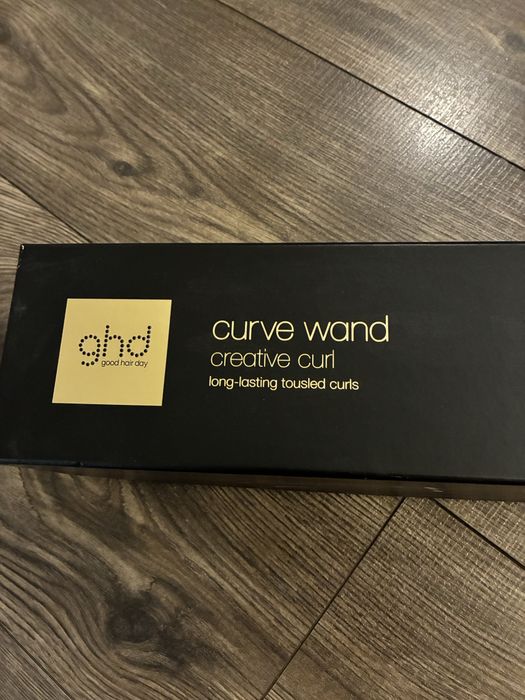 ghd
good hair day
curve wand
creative curl
long-lasting tousled curls